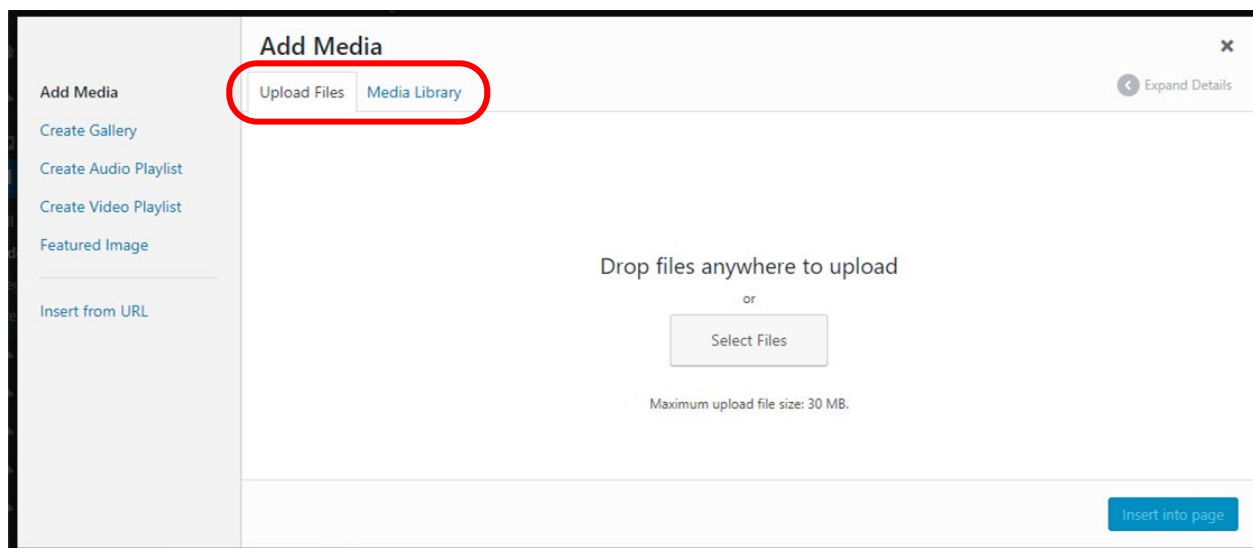 Add Media
Create Gallery
Create Audio Playlist
Create Video Playlist
Featured Image
Insert from URL
Add Media
Upload Files Media Library
Expand Details
Drop files anywhere to upload
or
Select Files
Maximum upload file size: 30 MB.
Insert into page